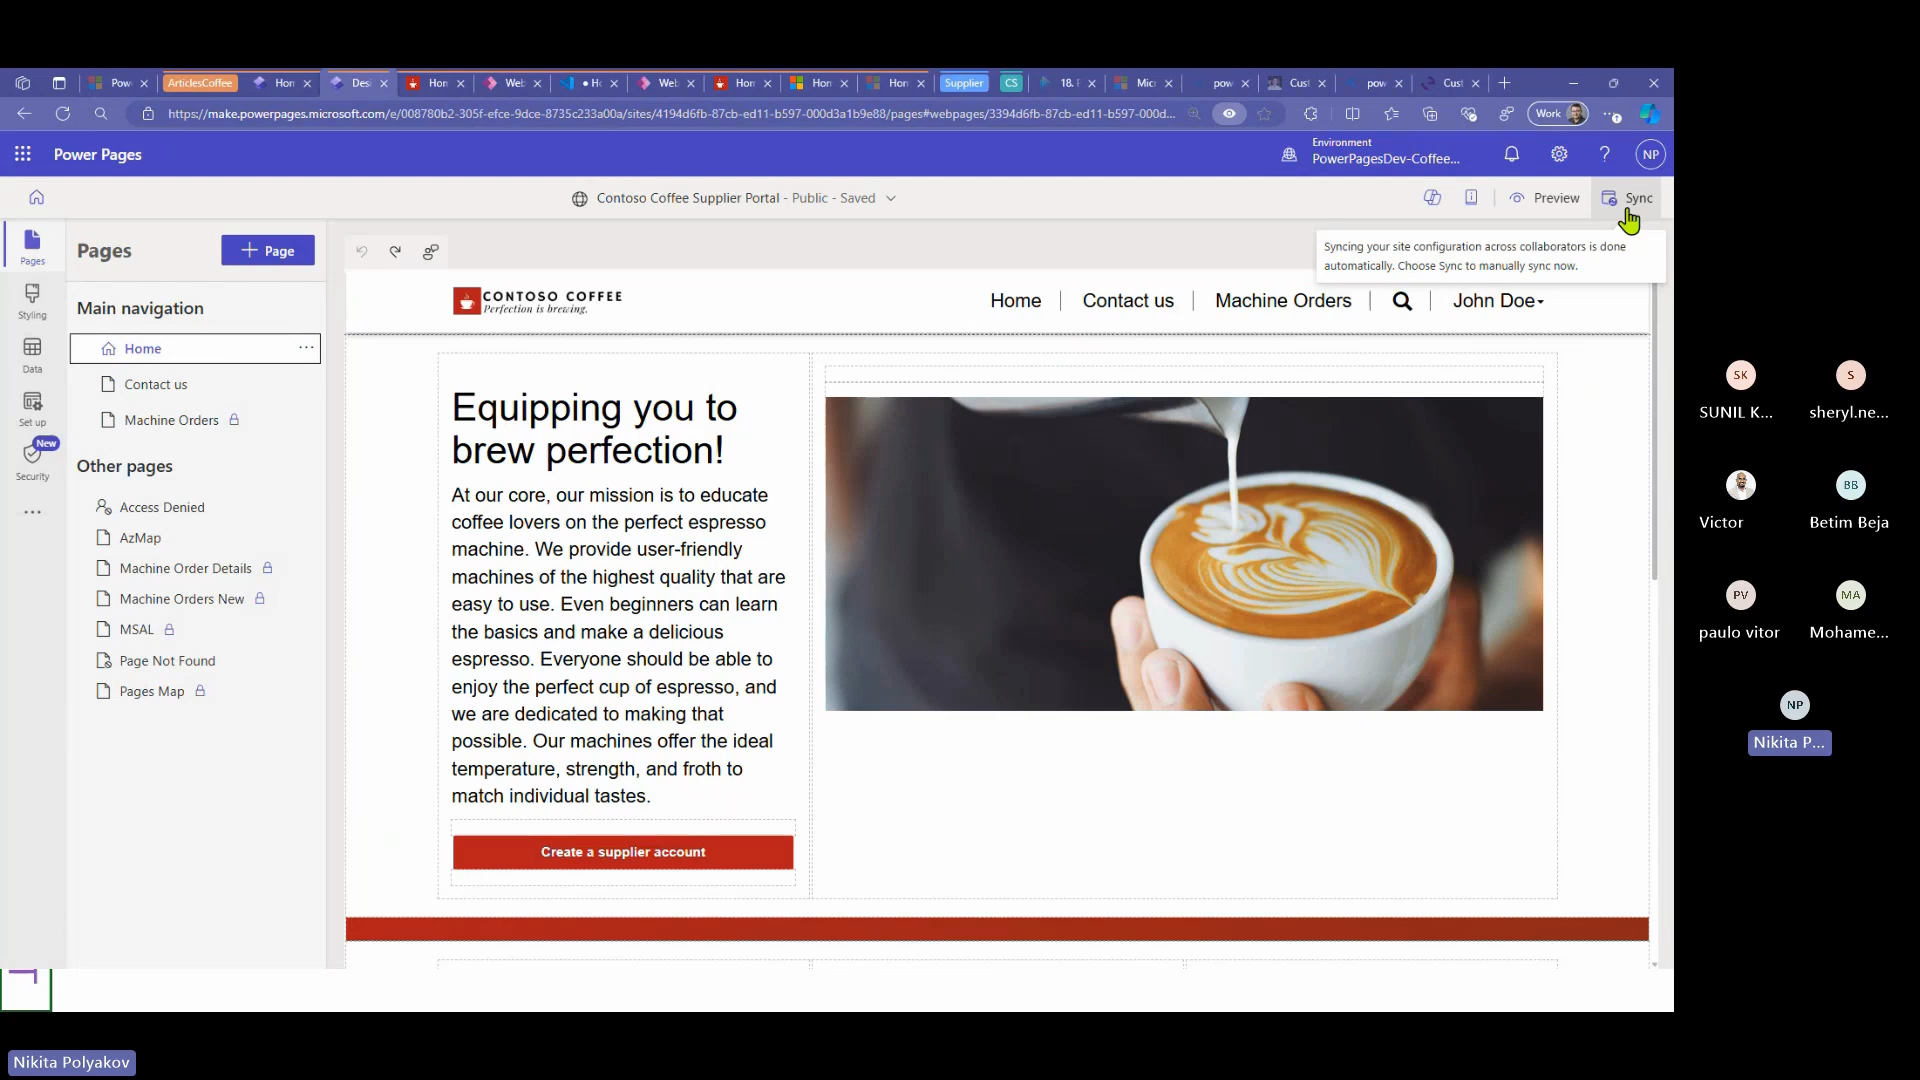 Pow
ArticlesCoffee
Hon
Desi
Hon
Web
Ho
Web
Hon
Hon
Hon
Supplier
CS
18. F
Micr
pow
Cust
pow
Cust
https://make.powerpages.microsoft.com/e/008780b2-305f-efce-9dce-8735c233a00a/sites/4194d6fb-87cb-ed11-b597-000d3a1b9e88/pages#webpages/3394d6fb-87cb-ed11-b597-000d...
Work
Power Pages
Environment
PowerPagesDev-Coffee...
NP
Contoso Coffee Supplier Portal - Public - Saved
Preview
Sync
Syncing your site configuration across collaborators is done
automatically. Choose Sync to manually sync now.
Pages
Styling
Data
Set up
New
Security
Pages
+ Page
Main navigation
Home
Contact us
Machine Orders
Other pages
Access Denied
AzMap
Machine Order Details
Machine Orders New
MSAL
Page Not Found
Pages Map
CONTOSO COFFEE
Perfection is brewing.
Home
Contact us
Machine Orders
John Doe
Equipping you to
brew perfection!
At our core, our mission is to educate
coffee lovers on the perfect espresso
machine. We provide user-friendly
machines of the highest quality that are
easy to use. Even beginners can learn
the basics and make a delicious
espresso. Everyone should be able to
enjoy the perfect cup of espresso, and
we are dedicated to making that
possible. Our machines offer the ideal
temperature, strength, and froth to
match individual tastes.
Create a supplier account
SK
SUNIL K...
S
sheryl.ne...
Victor
BB
Betim Beja
PV
paulo vitor
MA
Mohame...
NP
Nikita P...
Nikita Polyakov